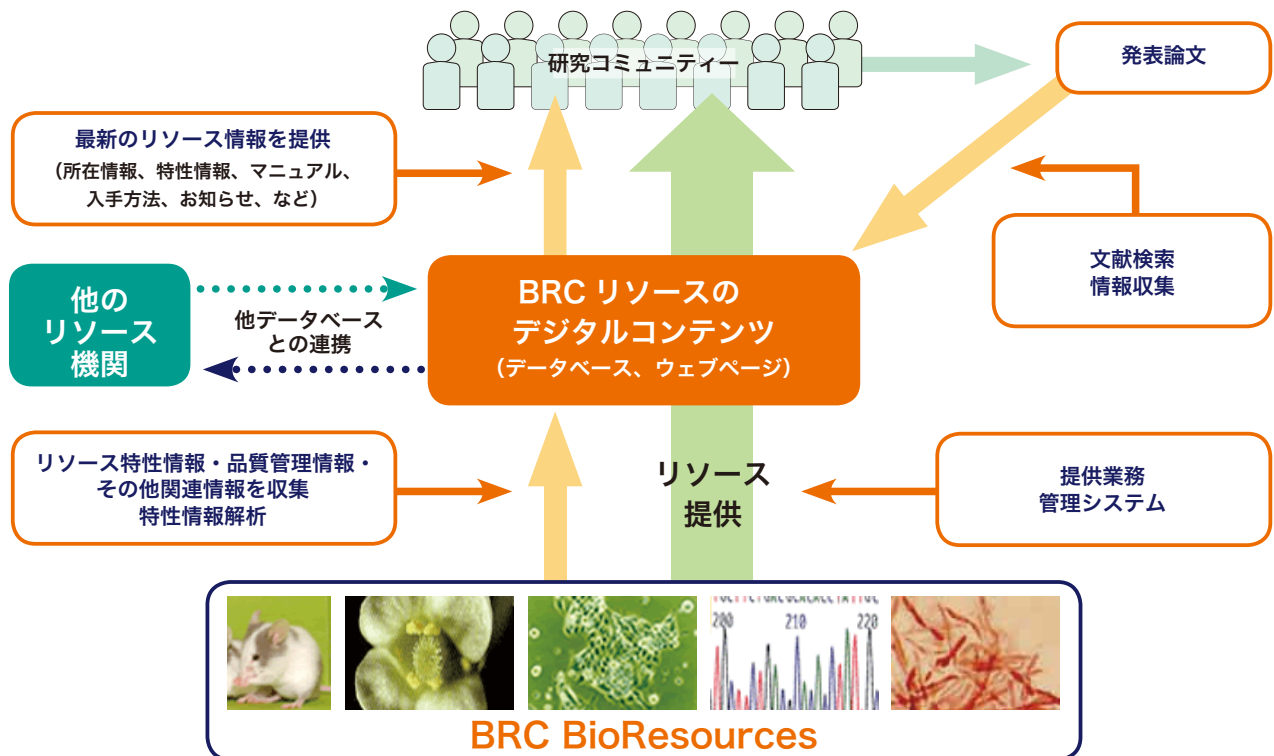 研究コミュニティー
発表論文
最新のリソース情報を提供
（所在情報、特性情報、マニュアル、
入手方法、お知らせ、など）
文献検索
情報収集
他の
リソース
機関
他データベース
との連携
BRC リソースの
デジタルコンテンツ
（データベース、ウェブページ）
リソース特性情報・品質管理情報・
その他関連情報を収集
特性情報解析
リソース
提供
提供業務
管理システム
200 210 220
BRC BioResources